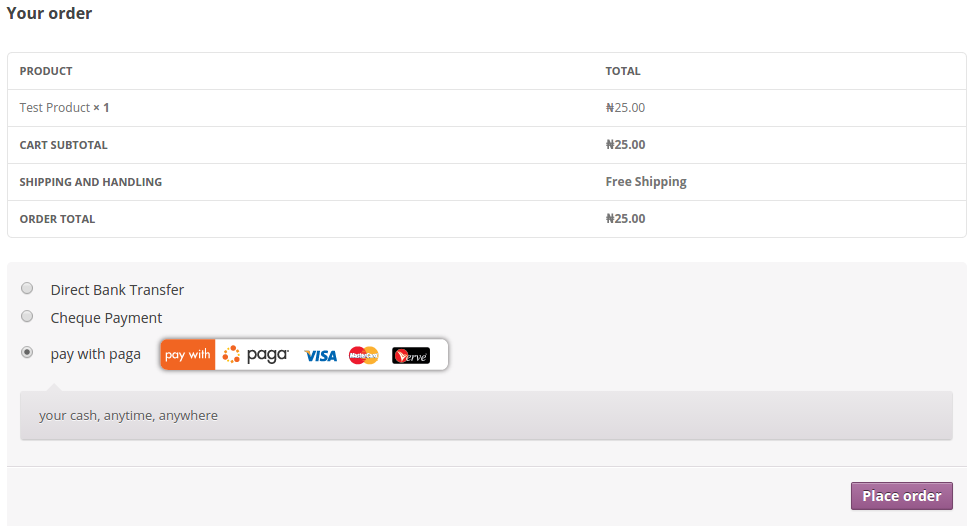 Your order
PRODUCT TOTAL
Test Product × 1 ₦25.00
CART SUBTOTAL ₦25.00
SHIPPING AND HANDLING Free Shipping
ORDER TOTAL ₦25.00
Direct Bank Transfer
Cheque Payment
pay with paga pay with paga VISA MasterCard Verve
your cash, anytime, anywhere
Place order